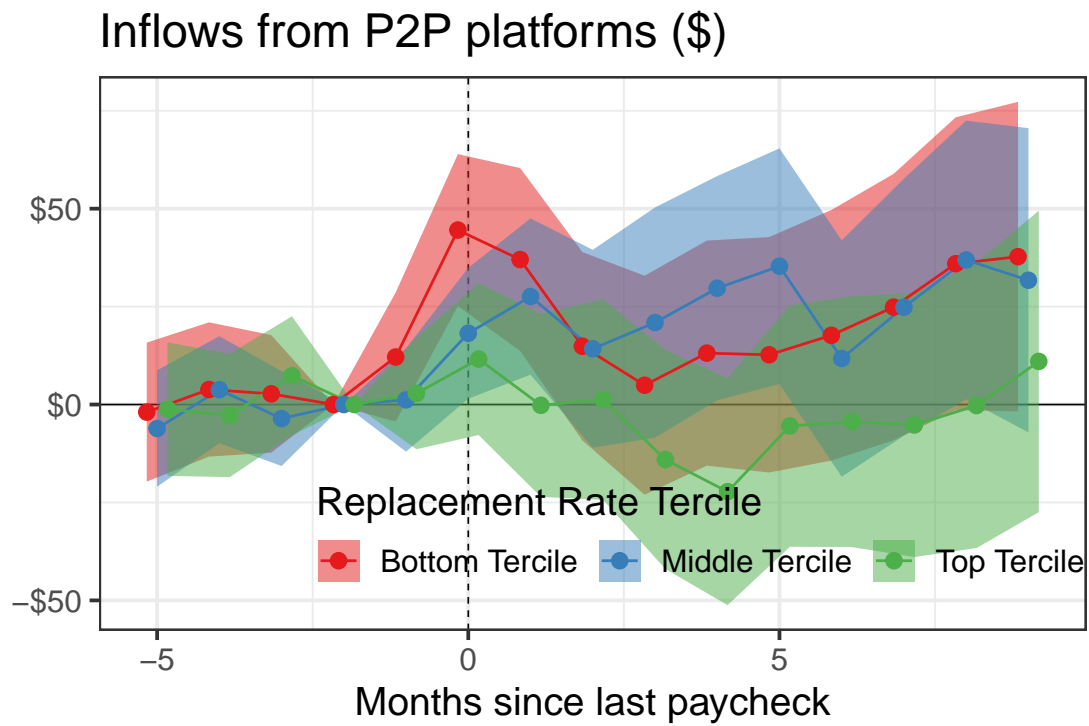 Inflows from P2P platforms ($)
$50
$0
−$50
Replacement Rate Tercile
Bottom Tercile Middle Tercile Top Tercile
−5 0 5
Months since last paycheck